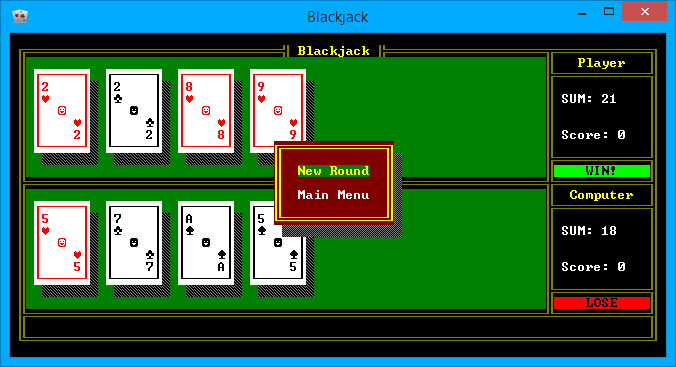 Blackjack
Blackjack
Player
2 2 8 9
2 2 8 9
SUM: 21
Score: 0
WIN!
New Round
Main Menu
Computer
5 7 A 5
5 7 A 5
SUM: 18
Score: 0
LOSE